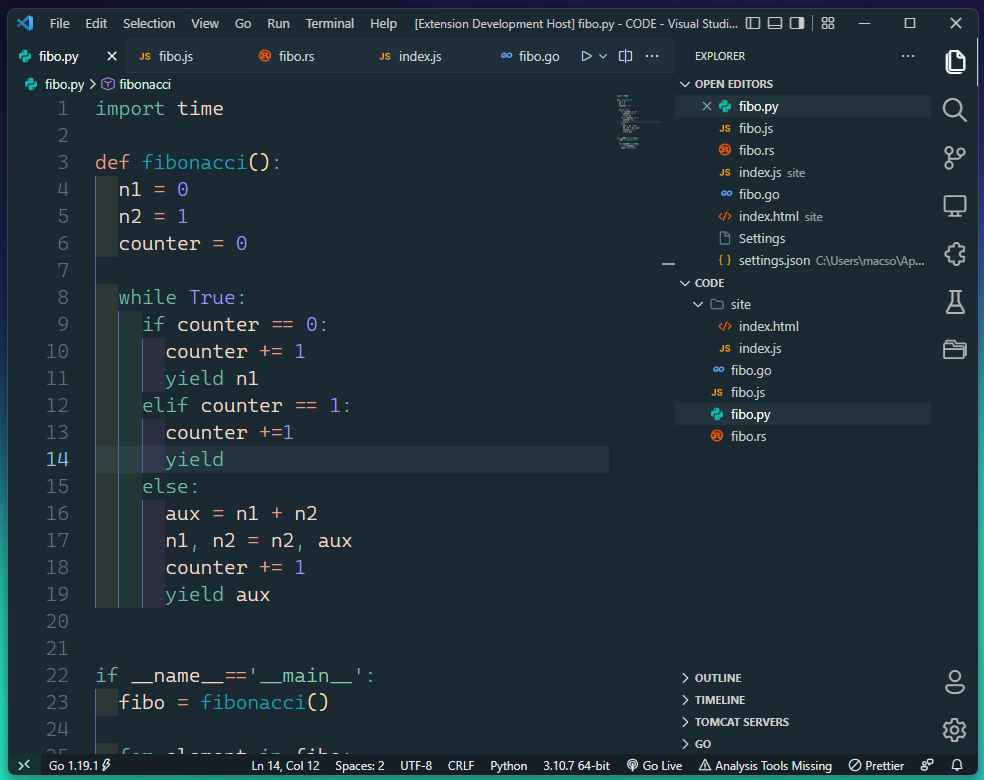 File Edit Selection View Go Run Terminal Help [Extension Development Host] fibo.py - CODE - Visual Studi...
fibo.py JS fibo.js fibo.rs JS index.js GO fibo.go
fibo.py > fibonacci
1 import time
2
3 def fibonacci():
4 n1 = 0
5 n2 = 1
6 counter = 0
7
8 while True:
9 if counter == 0:
10 counter += 1
11 yield n1
12 elif counter == 1:
13 counter +=1
14 yield
15 else:
16 aux = n1 + n2
17 n1, n2 = n2, aux
18 counter += 1
19 yield aux
20
21
22 if __name__=='__main__':
23 fibo = fibonacci()
24
25 for element in fibo:
EXPLORER
OPEN EDITORS
fibo.py
JS fibo.js
fibo.rs
JS index.js site
GO fibo.go
index.html site
Settings
{ } settings.json C:\Users\macso\Ap...
CODE
site
index.html
JS index.js
GO fibo.go
JS fibo.js
fibo.py
fibo.rs
OUTLINE
TIMELINE
TOMCAT SERVERS
GO
Go 1.19.1 Ln 14, Col 12 Spaces: 2 UTF-8 CRLF Python 3.10.7 64-bit Go Live Analysis Tools Missing Prettier